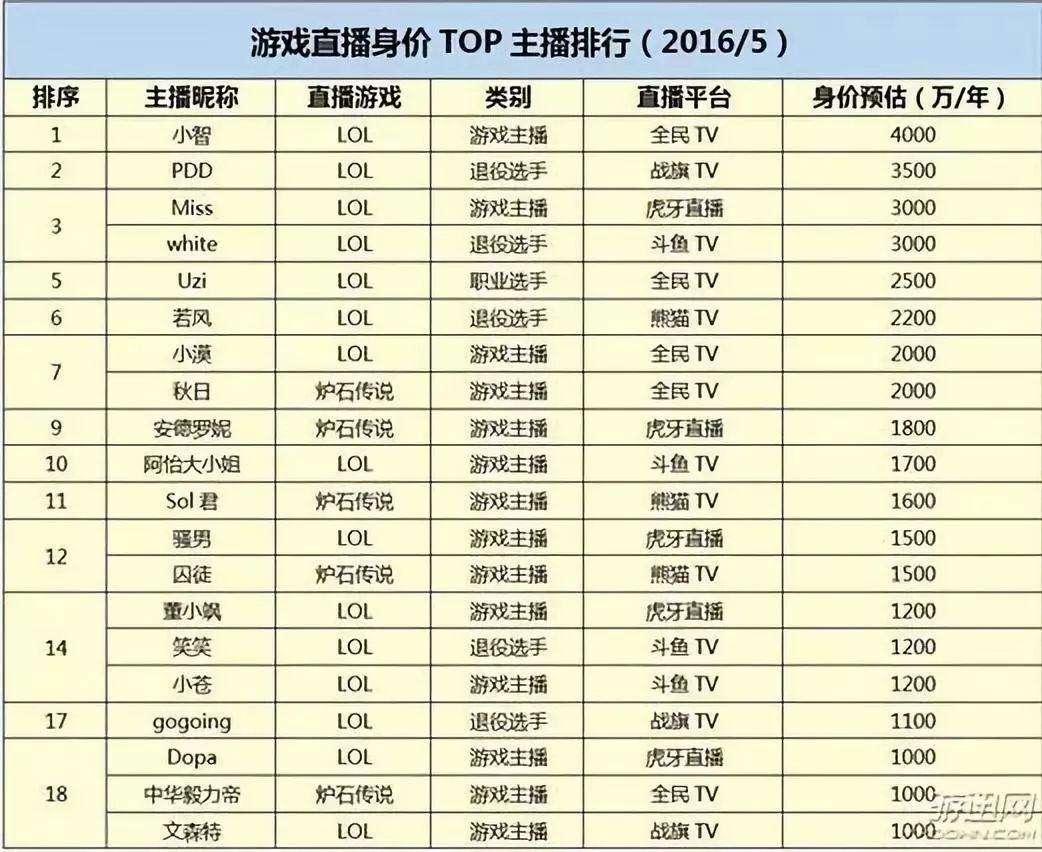 游戏直播身价 TOP 主播排行（2016/5）
排序 主播昵称 直播游戏 类别 直播平台 身价预估（万/年）
1 小智 LOL 游戏主播 全民 TV 4000
2 PDD LOL 退役选手 战旗 TV 3500
3 Miss LOL 游戏主播 虎牙直播 3000
white LOL 退役选手 斗鱼 TV 3000
5 Uzi LOL 职业选手 全民 TV 2500
6 若风 LOL 退役选手 熊猫 TV 2200
7 小漠 LOL 游戏主播 全民 TV 2000
秋日 炉石传说 游戏主播 全民 TV 2000
9 安德罗妮 炉石传说 游戏主播 虎牙直播 1800
10 阿怡大小姐 LOL 游戏主播 斗鱼 TV 1700
11 Sol 君 炉石传说 游戏主播 熊猫 TV 1600
12 骚男 LOL 游戏主播 虎牙直播 1500
囚徒 炉石传说 游戏主播 熊猫 TV 1500
14 董小飒 LOL 游戏主播 虎牙直播 1200
笑笑 LOL 退役选手 斗鱼 TV 1200
小苍 LOL 游戏主播 斗鱼 TV 1200
17 gogoing LOL 退役选手 战旗 TV 1100
18 Dopa LOL 游戏主播 虎牙直播 1000
中华毅力帝 炉石传说 游戏主播 全民 TV 1000
文森特 LOL 游戏主播 战旗 TV 1000
游迅网